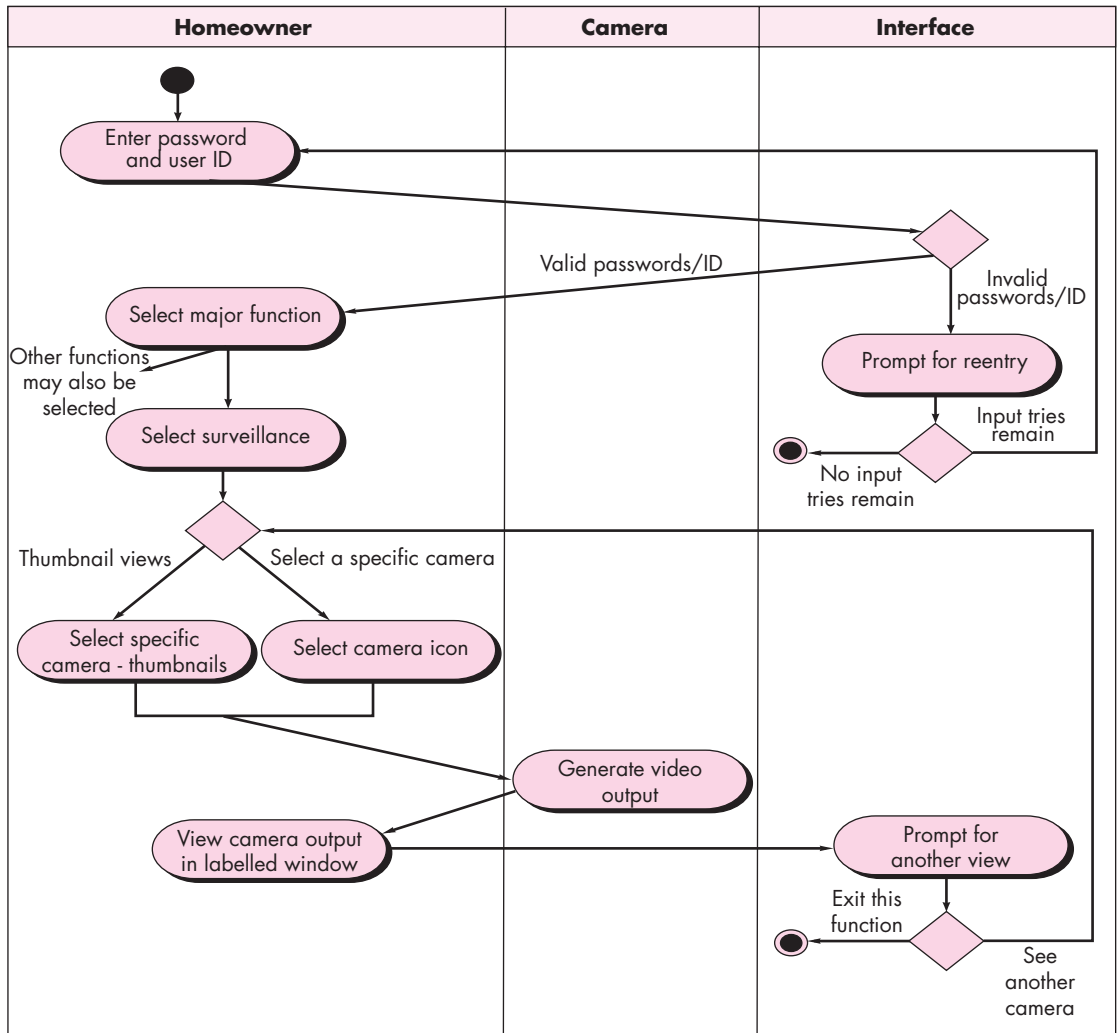 Homeowner
Camera
Interface
Enter password
and user ID
Valid passwords/ID
Invalid
passwords/ID
Select major function
Other functions
may also be
selected
Prompt for reentry
Input tries
remain
No input
tries remain
Select surveillance
Thumbnail views
Select a specific camera
Select specific
camera - thumbnails
Select camera icon
Generate video
output
View camera output
in labelled window
Prompt for
another view
Exit this
function
See
another
camera